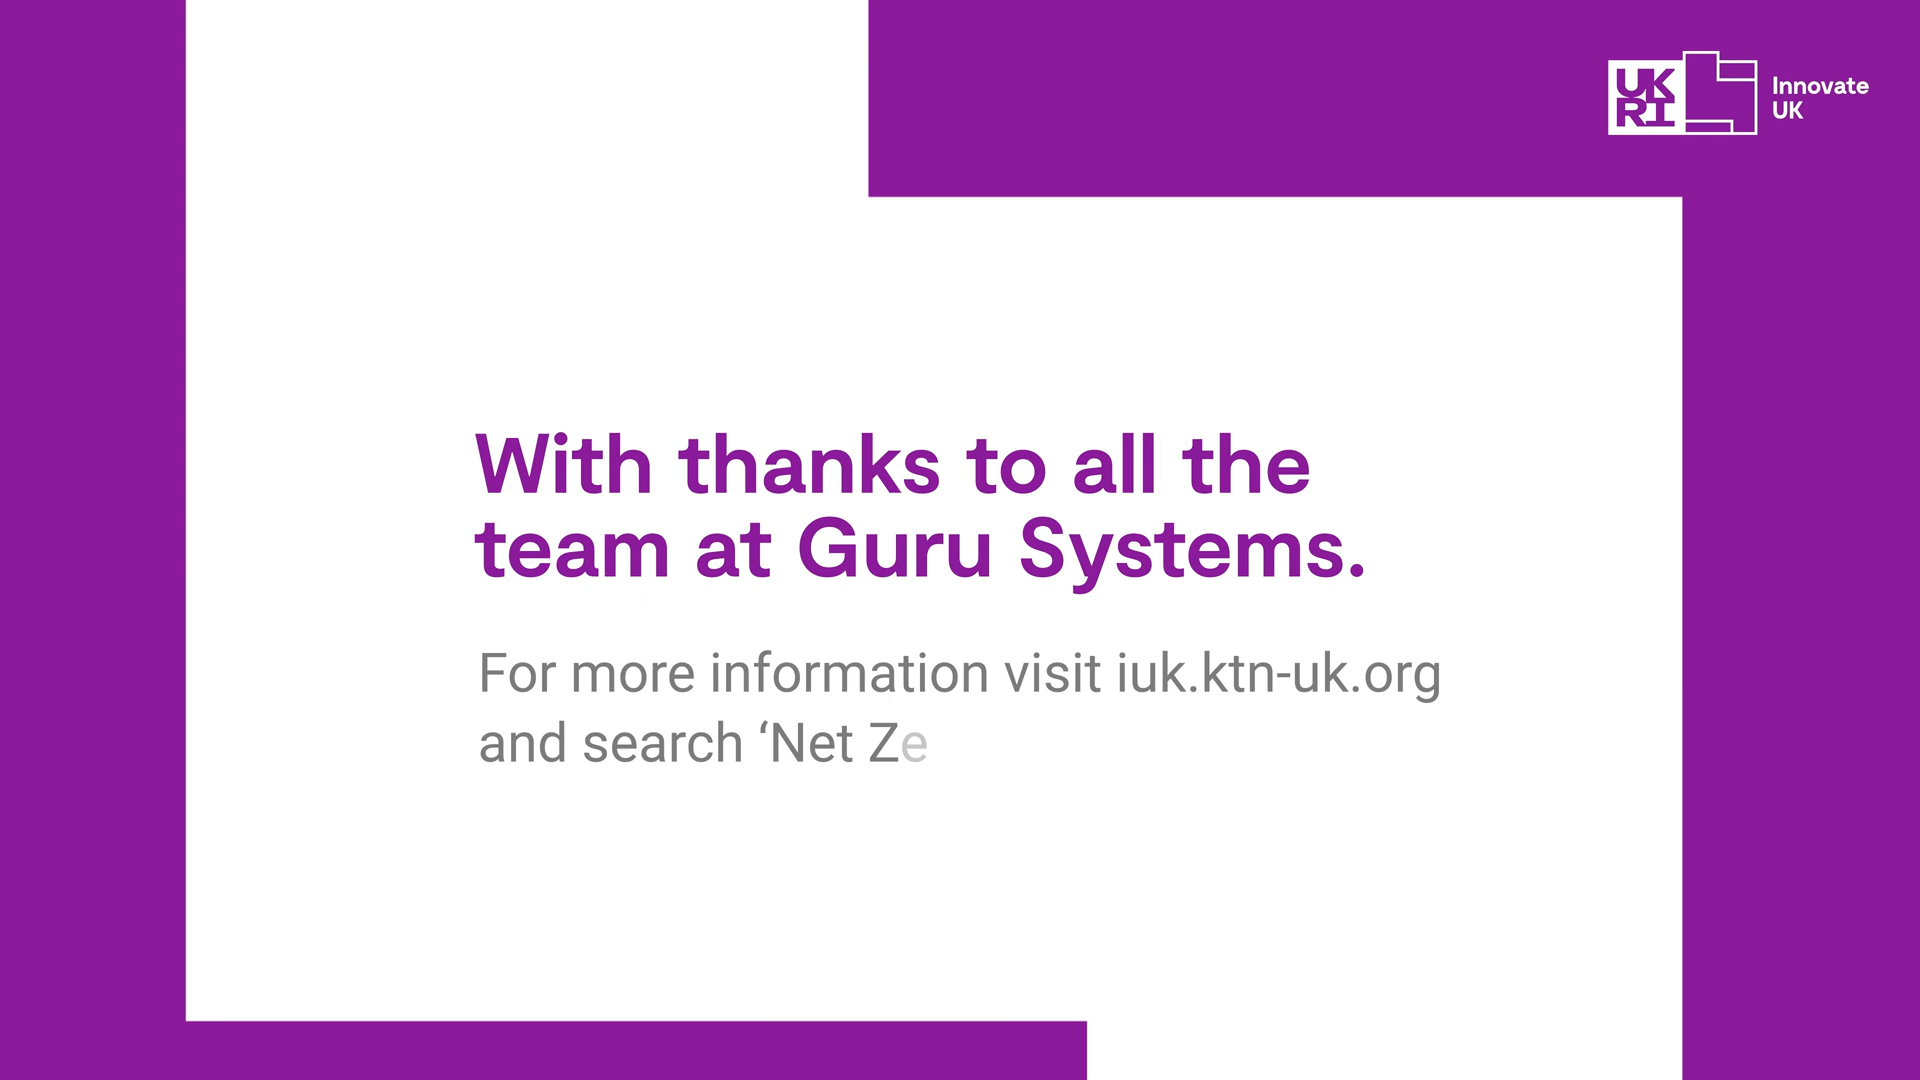 UK
RI
Innovate
UK
With thanks to all the
team at Guru Systems.
For more information visit iuk.ktn-uk.org
and search ‘Net Ze